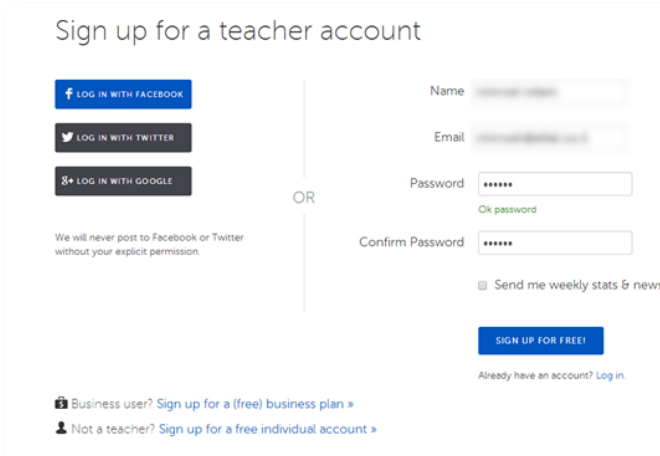 Sign up for a teacher account
LOG IN WITH FACEBOOK
LOG IN WITH TWITTER
8+ LOG IN WITH GOOGLE
We will never post to Facebook or Twitter
without your explicit permission.
OR
Name
Email
Password
••••••
Ok password
Confirm Password
••••••
Send me weekly stats & news
SIGN UP FOR FREE!
Already have an account? Log in.
Business user? Sign up for a (free) business plan »
Not a teacher? Sign up for a free individual account »